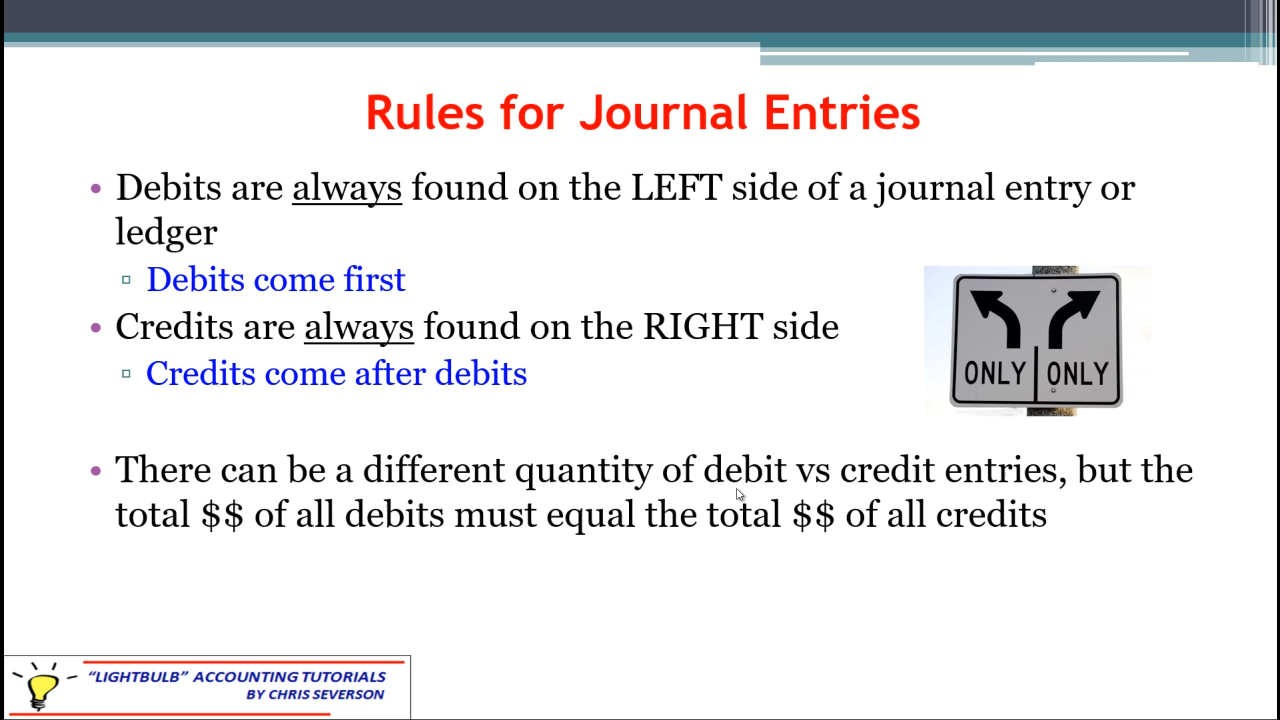 Rules for Journal Entries
• Debits are always found on the LEFT side of a journal entry or
ledger
▫ Debits come first
• Credits are always found on the RIGHT side
▫ Credits come after debits
ONLY ONLY
• There can be a different quantity of debit vs credit entries, but the
total $$ of all debits must equal the total $$ of all credits
“LIGHTBULB” ACCOUNTING TUTORIALS
BY CHRIS SEVERSON